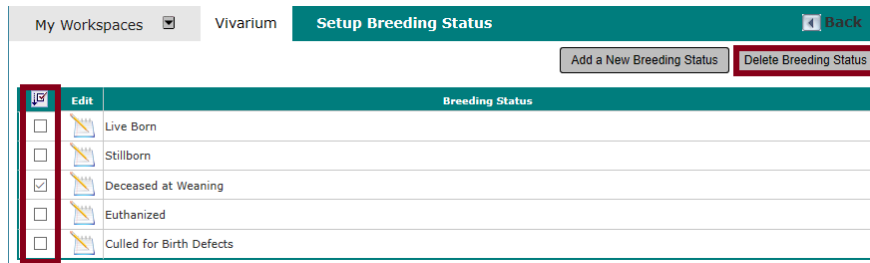 My Workspaces Vivarium Setup Breeding Status Back
Add a New Breeding Status Delete Breeding Status
Edit Breeding Status
Live Born
Stillborn
Deceased at Weaning
Euthanized
Culled for Birth Defects